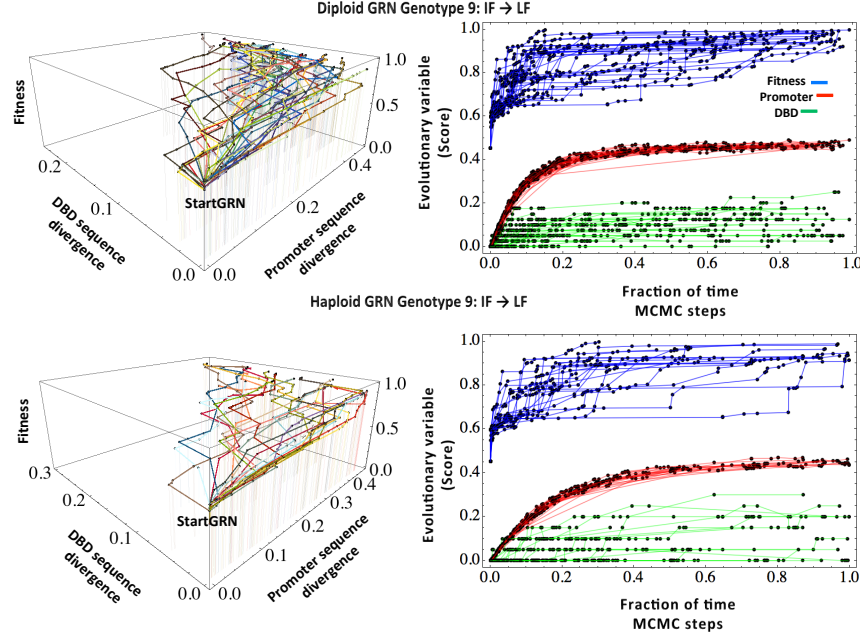 Diploid GRN Genotype 9: IF → LF
Fitness
1.0
0.5
0.0
0.2
0.1
0.0
0.4
0.2
0.0
StartGRN
DBD sequence
divergence
Promoter sequence
divergence
Evolutionary variable
(Score)
1.0
0.8
0.6
0.4
0.2
0.0
Fitness
Promoter
DBD
0.0 0.2 0.4 0.6 0.8 1.0
Fraction of time
MCMC steps
Haploid GRN Genotype 9: IF → LF
Fitness
1.0
0.5
0.0
0.3
0.2
0.1
0.0
0.4
0.3
0.2
0.1
0.0
StartGRN
DBD sequence
divergence
Promoter sequence
divergence
Evolutionary variable
(Score)
1.0
0.8
0.6
0.4
0.2
0.0
0.0 0.2 0.4 0.6 0.8 1.0
Fraction of time
MCMC steps